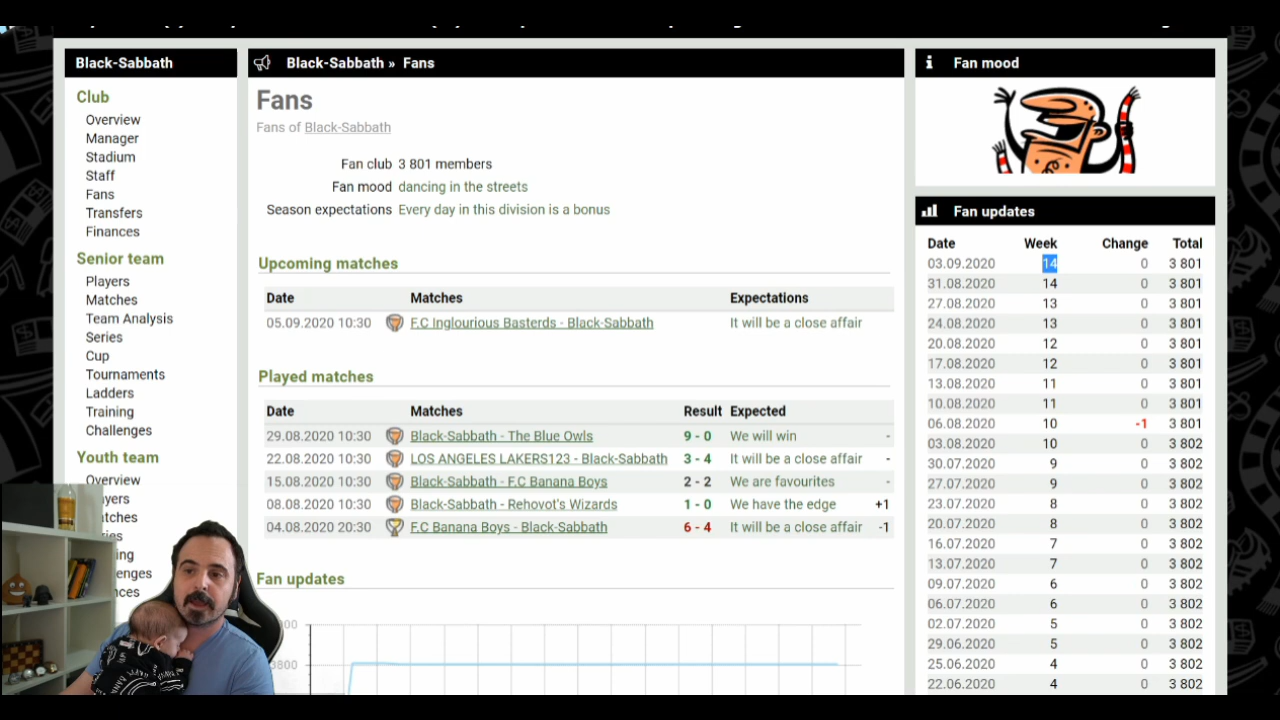 Black-Sabbath
Club
Overview
Manager
Stadium
Staff
Fans
Transfers
Finances
Senior team
Players
Matches
Team Analysis
Series
Cup
Tournaments
Ladders
Training
Challenges
Youth team
Overview
ayers
atches
ries
ing
enges
nces
Black-Sabbath » Fans
Fans
Fans of Black-Sabbath
Fan club 3 801 members
Fan mood dancing in the streets
Season expectations Every day in this division is a bonus
Upcoming matches
Date Matches Expectations
05.09.2020 10:30 F.C Inglourious Basterds - Black-Sabbath It will be a close affair
Played matches
Date Matches Result Expected
29.08.2020 10:30 Black-Sabbath - The Blue Owls 9 - 0 We will win -
22.08.2020 10:30 LOS ANGELES LAKERS123 - Black-Sabbath 3 - 4 It will be a close affair -
15.08.2020 10:30 Black-Sabbath - F.C Banana Boys 2 - 2 We are favourites -
08.08.2020 10:30 Black-Sabbath - Rehovot's Wizards 1 - 0 We have the edge +1
04.08.2020 20:30 F.C Banana Boys - Black-Sabbath 6 - 4 It will be a close affair -1
Fan updates
00
3800
Fan mood
Fan updates
Date Week Change Total
03.09.2020 14 0 3 801
31.08.2020 14 0 3 801
27.08.2020 13 0 3 801
24.08.2020 13 0 3 801
20.08.2020 12 0 3 801
17.08.2020 12 0 3 801
13.08.2020 11 0 3 801
10.08.2020 11 0 3 801
06.08.2020 10 -1 3 801
03.08.2020 10 0 3 802
30.07.2020 9 0 3 802
27.07.2020 9 0 3 802
23.07.2020 8 0 3 802
20.07.2020 8 0 3 802
16.07.2020 7 0 3 802
13.07.2020 7 0 3 802
09.07.2020 6 0 3 802
06.07.2020 6 0 3 802
02.07.2020 5 0 3 802
29.06.2020 5 0 3 802
25.06.2020 4 0 3 802
22.06.2020 4 0 3 802